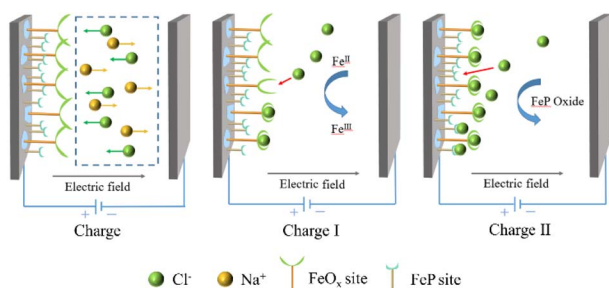 Fe^II
Fe^III
FeP Oxide
Electric field
Electric field
Electric field
+ −
+ −
+ −
Charge
Charge I
Charge II
Cl⁻
Na⁺
FeOₓ site
FeP site